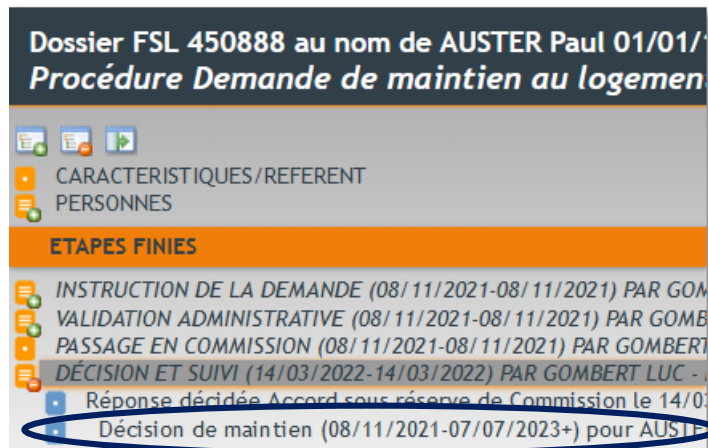 Dossier FSL 450888 au nom de AUSTER Paul 01/01/
Procédure Demande de maintien au logemen
CARACTERISTIQUES/REFERENT
PERSONNES
ETAPES FINIES
INSTRUCTION DE LA DEMANDE (08/11/2021-08/11/2021) PAR GOM
VALIDATION ADMINISTRATIVE (08/11/2021-08/11/2021) PAR GOMB
PASSAGE EN COMMISSION (08/11/2021-08/11/2021) PAR GOMBERT
DÉCISION ET SUIVI (14/03/2022-14/03/2022) PAR GOMBERT LUC -
Réponse décidée Accord sous réserve de Commission le 14/03
Décision de maintien (08/11/2021-07/07/2023+) pour AUSTE